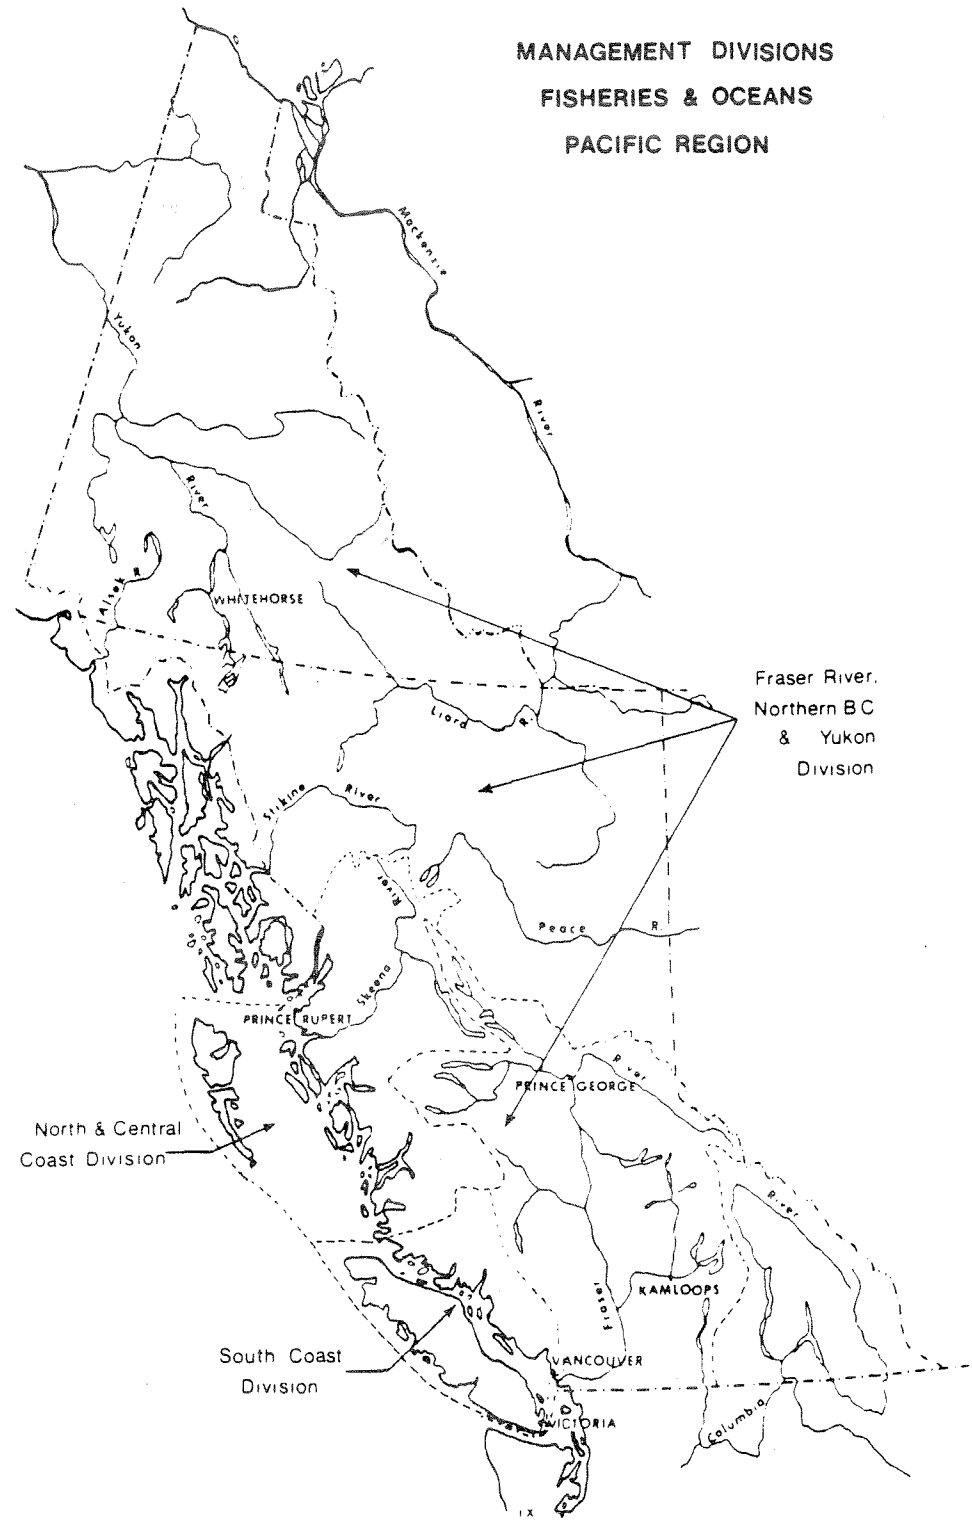 MANAGEMENT DIVISIONS
FISHERIES & OCEANS
PACIFIC REGION
Mackenzie
River
Yukon
River
Alsek R
WHITEHORSE
Fraser River,
Northern BC
& Yukon
Division
Liard R.
Stikine River
River
Skeena
Peace R.
PRINCE RUPERT
PRINCE GEORGE
River
North & Central
Coast Division
River
KAMLOOPS
Fraser
South Coast
Division
VANCOUVER
VICTORIA
Columbia
IX